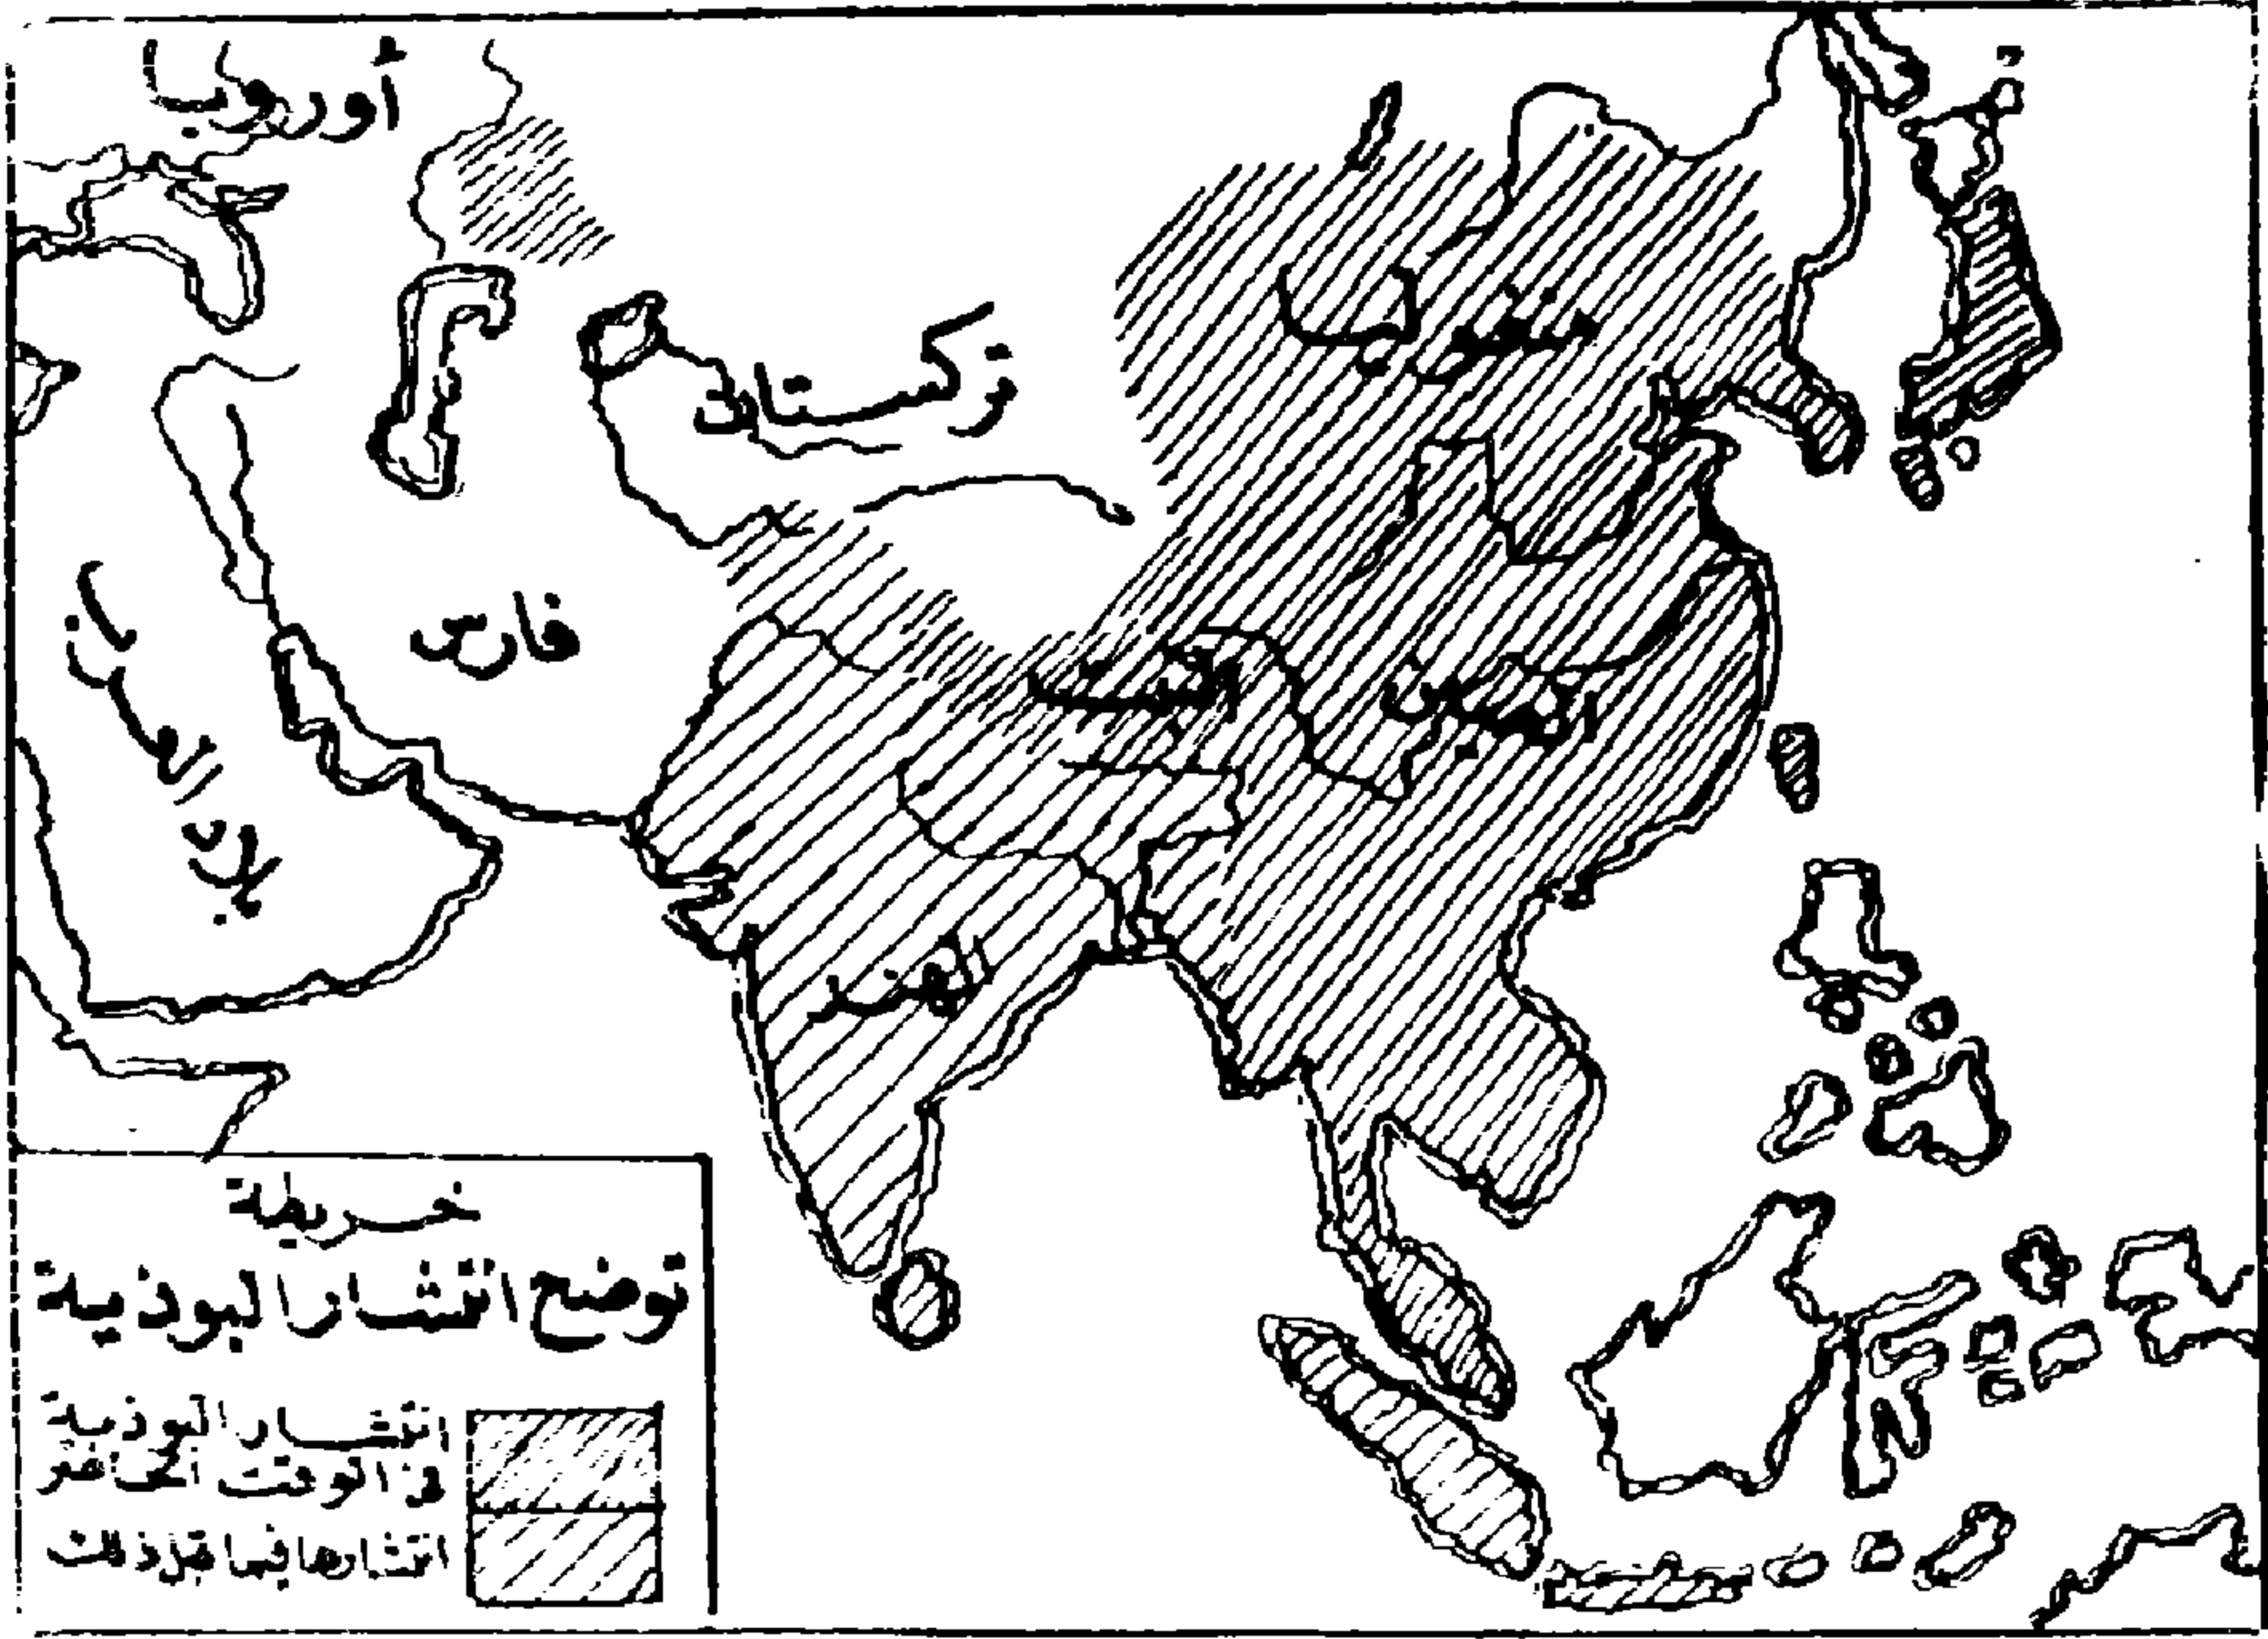 أوروبا
تركستان
فارس
بلاد العرب
التبت
الصين
الهند
خريطة
توضح انتشار البوذية
انتشار البوذية
في الوقت الحاضر
انتشارها فيما قبل ذلك